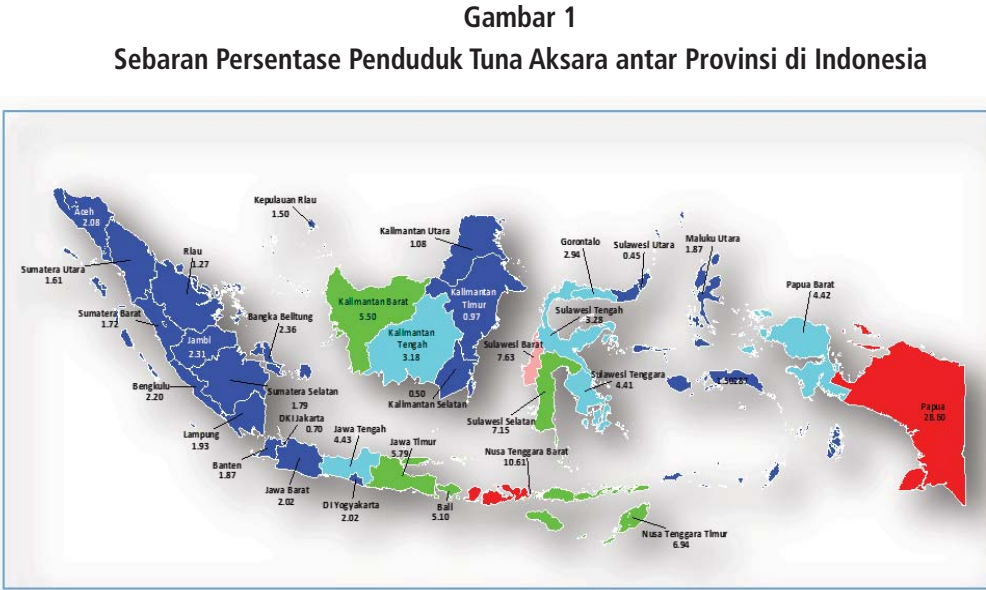 Gambar 1
Sebaran Persentase Penduduk Tuna Aksara antar Provinsi di Indonesia
Aceh
2.08
Sumatera Utara
1.61
Riau
1.27
Kepulauan Riau
1.50
Sumatera Barat
1.72
Jambi
2.31
Bangka Belitung
2.36
Bengkulu
2.20
Sumatera Selatan
1.79
Lampung
1.93
DKI Jakarta
0.70
Banten
1.87
Jawa Barat
2.02
Jawa Tengah
4.43
DI Yogyakarta
2.02
Jawa Timur
5.79
Bali
5.10
Nusa Tenggara Barat
10.61
Nusa Tenggara Timur
6.94
Kalimantan Barat
5.50
Kalimantan
Tengah
3.18
Kalimantan Utara
1.08
Kalimantan
Timur
0.97
0.50
Kalimantan Selatan
Gorontalo
2.94
Sulawesi Utara
0.45
Sulawesi Tengah
3.28
Sulawesi Barat
7.63
Sulawesi Tenggara
4.41
Sulawesi Selatan
7.15
Maluku Utara
1.87
Papua Barat
4.42
Papua
28.60